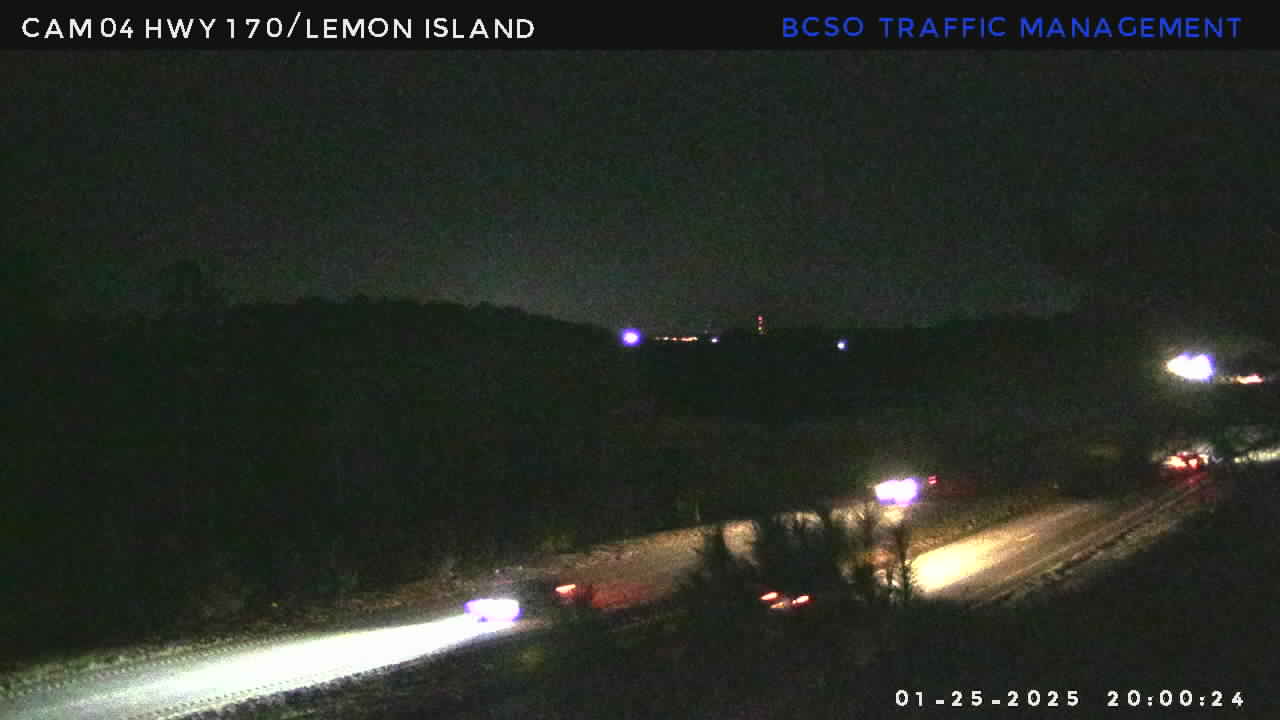 CAM04 HWY 170/LEMON ISLAND
BCSO TRAFFIC MANAGEMENT
01-25-2025 20:00:24